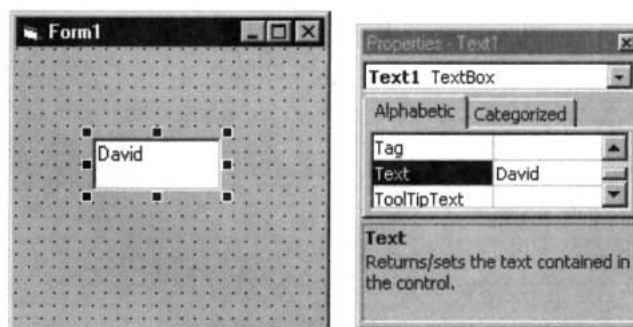 Form1
David
Properties - Text1
Text1 TextBox
Alphabetic Categorized
Tag
Text David
ToolTipText
Text
Returns/sets the text contained in
the control.